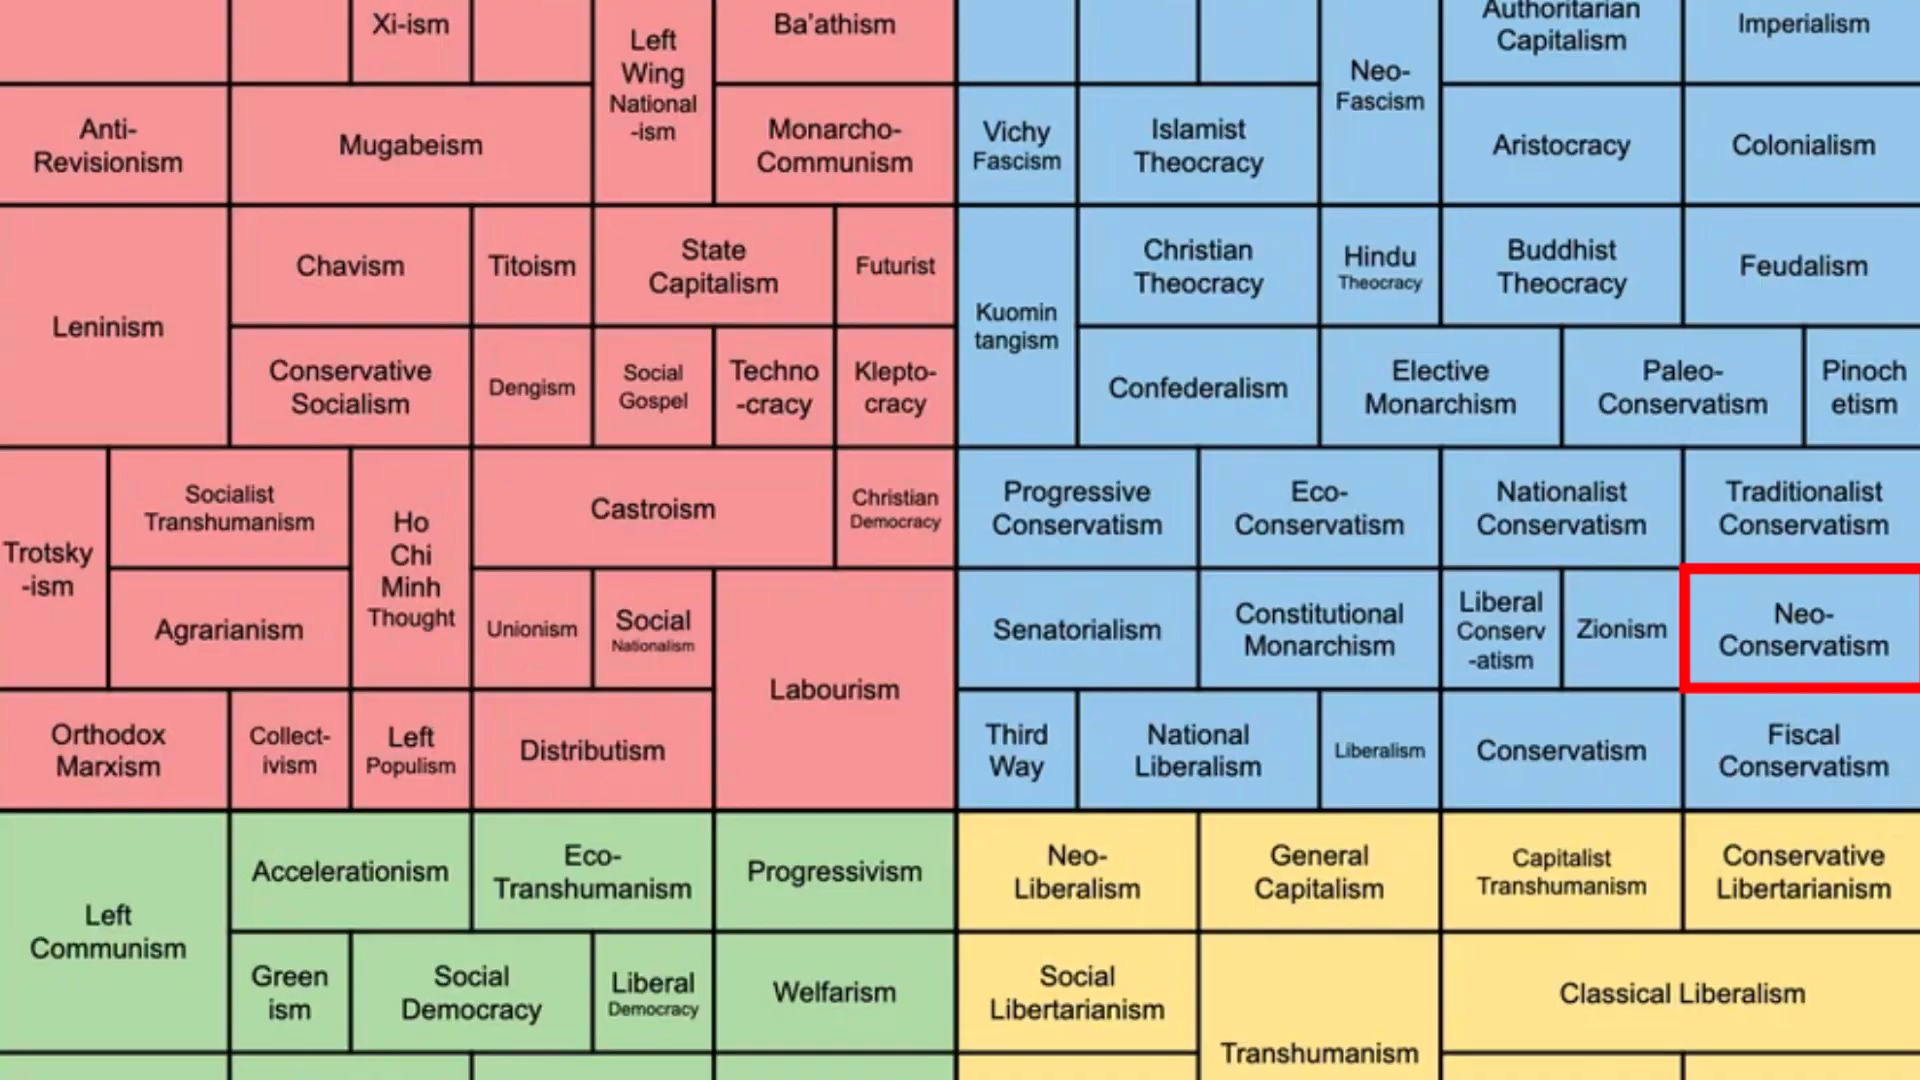 Xi-ism
Left
Wing
National
-ism
Ba'athism
Neo-
Fascism
Authoritarian
Capitalism
Imperialism
Anti-
Revisionism
Mugabeism
Monarcho-
Communism
Vichy
Fascism
Islamist
Theocracy
Aristocracy
Colonialism
Leninism
Chavism
Titoism
State
Capitalism
Futurist
Kuomin
tangism
Christian
Theocracy
Hindu
Theocracy
Buddhist
Theocracy
Feudalism
Conservative
Socialism
Dengism
Social
Gospel
Techno
-cracy
Klepto-
cracy
Confederalism
Elective
Monarchism
Paleo-
Conservatism
Pinoch
etism
Trotsky
-ism
Socialist
Transhumanism
Ho
Chi
Minh
Thought
Castroism
Christian
Democracy
Progressive
Conservatism
Eco-
Conservatism
Nationalist
Conservatism
Traditionalist
Conservatism
Agrarianism
Unionism
Social
Nationalism
Labourism
Senatorialism
Constitutional
Monarchism
Liberal
Conserv
-atism
Zionism
Neo-
Conservatism
Orthodox
Marxism
Collect-
ivism
Left
Populism
Distributism
Third
Way
National
Liberalism
Liberalism
Conservatism
Fiscal
Conservatism
Left
Communism
Accelerationism
Eco-
Transhumanism
Progressivism
Neo-
Liberalism
General
Capitalism
Capitalist
Transhumanism
Conservative
Libertarianism
Green
ism
Social
Democracy
Liberal
Democracy
Welfarism
Social
Libertarianism
Transhumanism
Classical Liberalism